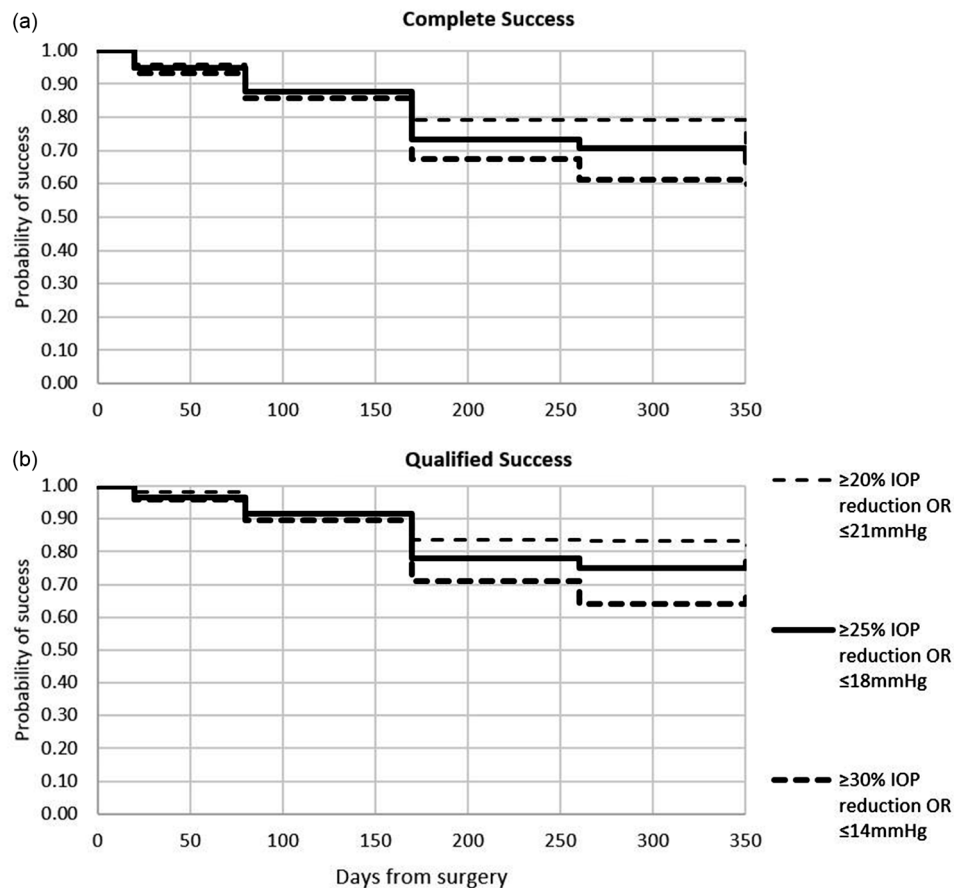 (a)
Complete Success
Probability of success
1.00
0.90
0.80
0.70
0.60
0.50
0.40
0.30
0.20
0.10
0.00
0 50 100 150 200 250 300 350
(b)
Qualified Success
Probability of success
1.00
0.90
0.80
0.70
0.60
0.50
0.40
0.30
0.20
0.10
0.00
0 50 100 150 200 250 300 350
Days from surgery
≥20% IOP
reduction OR
≤21mmHg
≥25% IOP
reduction OR
≤18mmHg
≥30% IOP
reduction OR
≤14mmHg